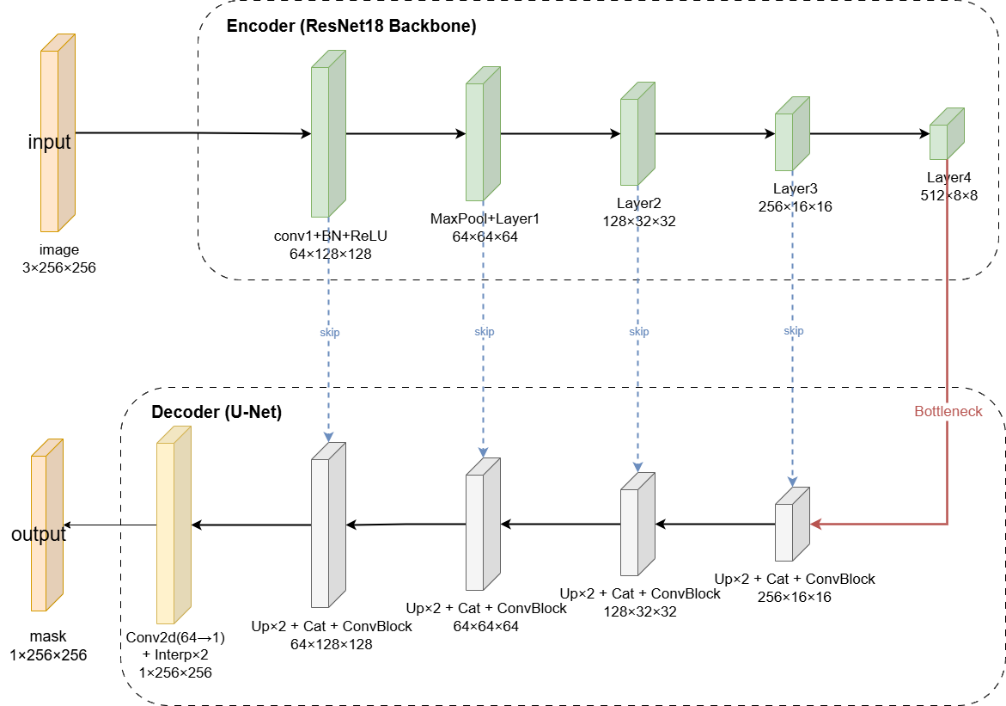 Encoder (ResNet18 Backbone)
input
image
3×256×256
conv1+BN+ReLU
64×128×128
MaxPool+Layer1
64×64×64
Layer2
128×32×32
Layer3
256×16×16
Layer4
512×8×8
skip
skip
skip
skip
Bottleneck
Decoder (U-Net)
output
mask
1×256×256
Conv2d(64→1)
+ Interp×2
1×256×256
Up×2 + Cat + ConvBlock
64×128×128
Up×2 + Cat + ConvBlock
64×64×64
Up×2 + Cat + ConvBlock
128×32×32
Up×2 + Cat + ConvBlock
256×16×16